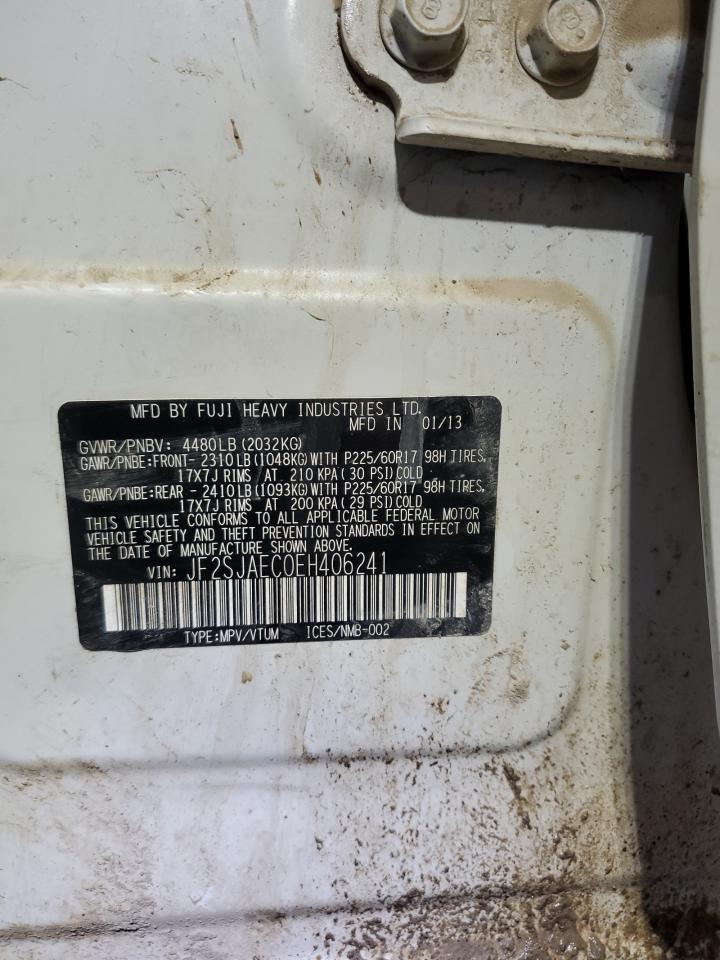 MFD BY FUJI HEAVY INDUSTRIES LTD.
MFD IN 01/13
GVWR/PNBV: 4480LB(2032KG)
GAWR/PNBE:FRONT- 2310LB(1048KG)WITH P225/60R17 98H TIRES,
17X7J RIMS AT 210 KPA(30 PSI)COLD
GAWR/PNBE:REAR - 2410LB(1093KG)WITH P225/60R17 98H TIRES,
17X7J RIMS AT 200 KPA(29 PSI)COLD
THIS VEHICLE CONFORMS TO ALL APPLICABLE FEDERAL MOTOR
VEHICLE SAFETY AND THEFT PREVENTION STANDARDS IN EFFECT ON
THE DATE OF MANUFACTURE SHOWN ABOVE.
VIN: JF2SJAEC0EH406241
TYPE:MPV/VTUM ICES/NMB-002